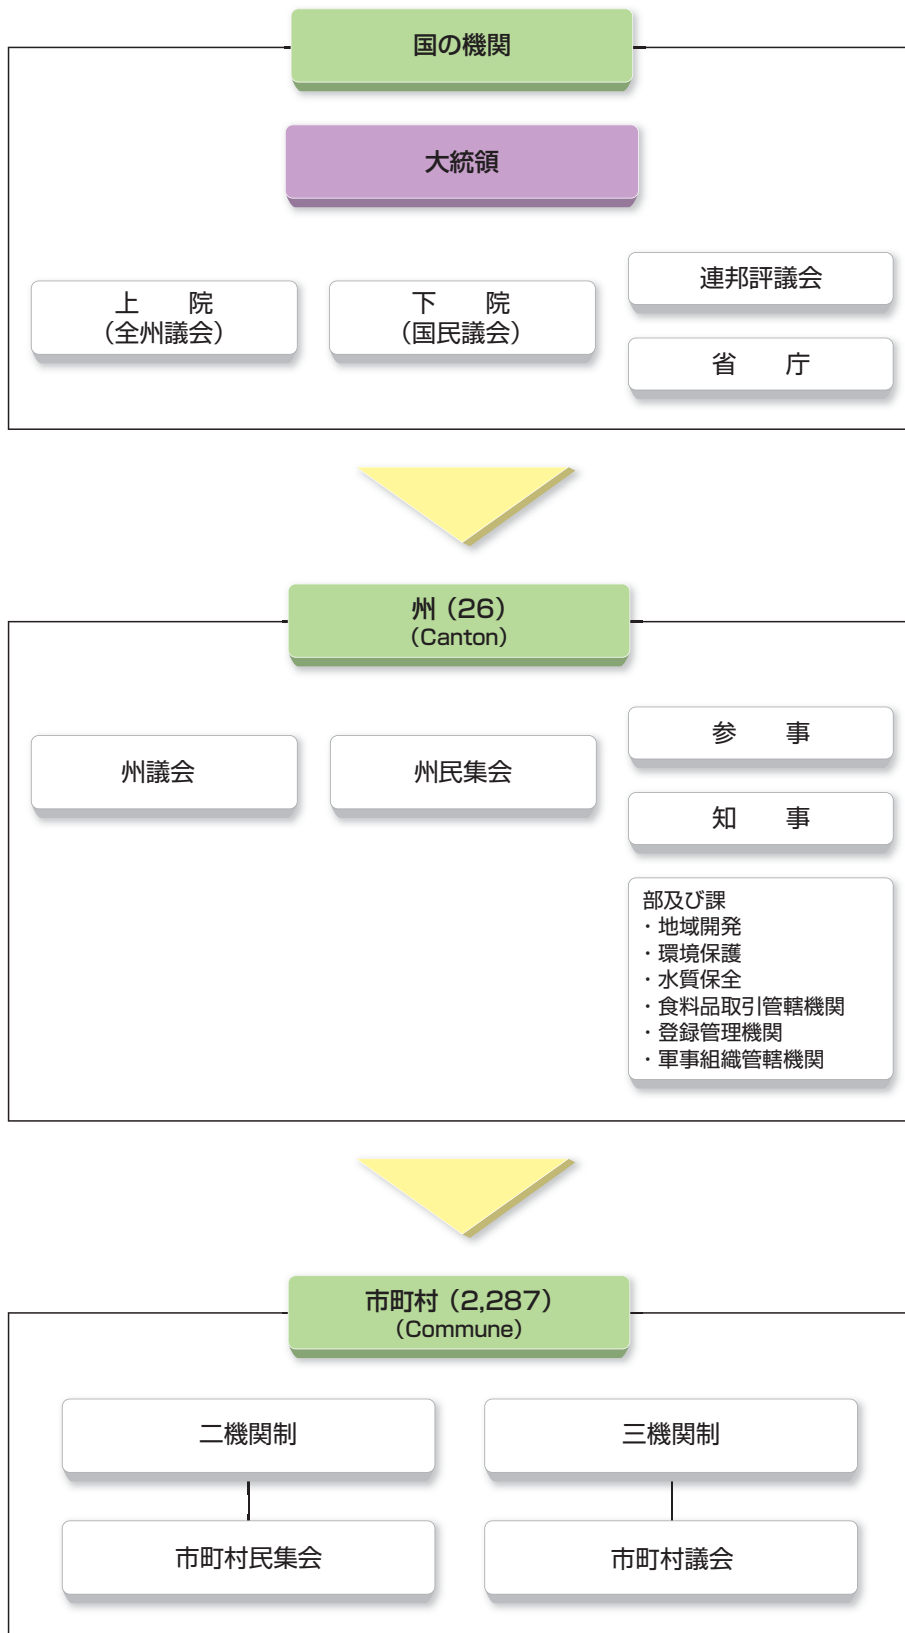 国の機関
大統領
上　　院
（全州議会）
下　　院
（国民議会）
連邦評議会
省　　庁
州（26）
（Canton）
州議会
州民集会
参　　事
知　　事
部及び課
・地域開発
・環境保護
・水質保全
・食料品取引管轄機関
・登録管理機関
・軍事組織管轄機関
市町村（2,287）
（Commune）
二機関制
三機関制
市町村民集会
市町村議会